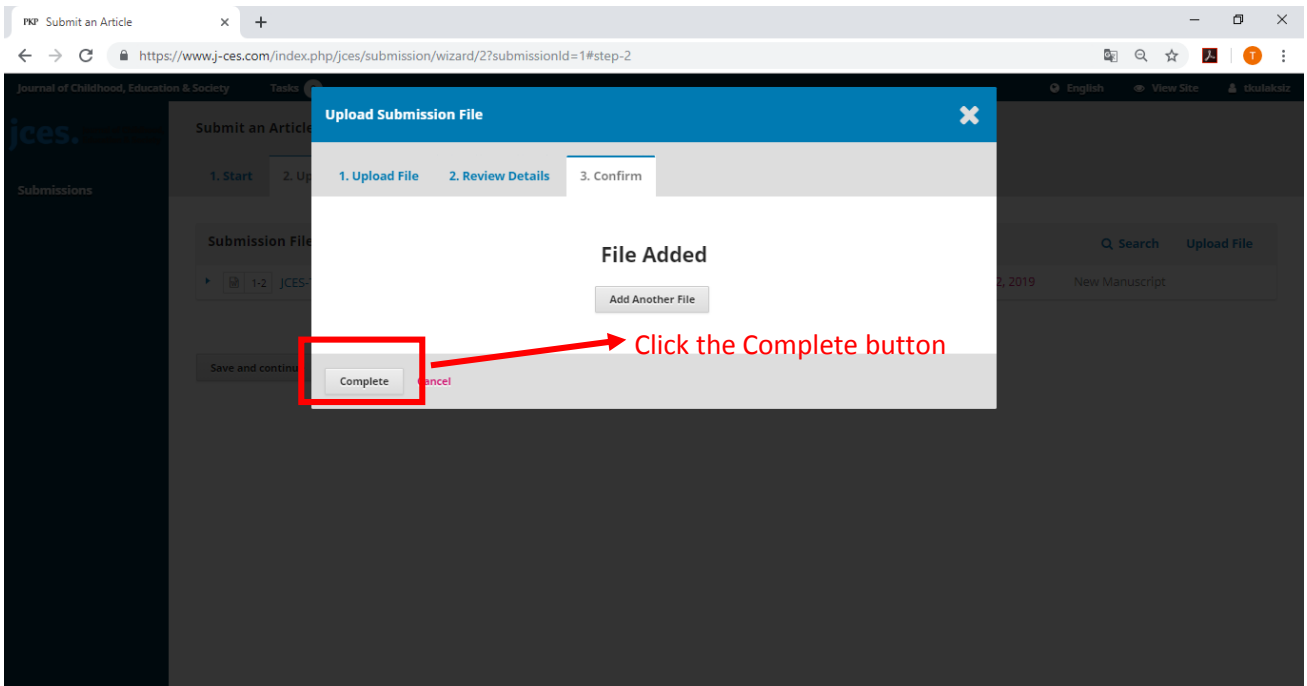 PKP Submit an Article
https://www.j-ces.com/index.php/jces/submission/wizard/2?submissionId=1#step-2
T
Journal of Childhood, Education & Society Tasks English View Site tkulaksiz
jces.
Submit an Article
Submissions
1. Start 2. Up
Upload Submission File
1. Upload File 2. Review Details 3. Confirm
Submission File
Search Upload File
1-2 JCES- 2, 2019 New Manuscript
File Added
Add Another File
Click the Complete button
Save and continu
Complete Cancel